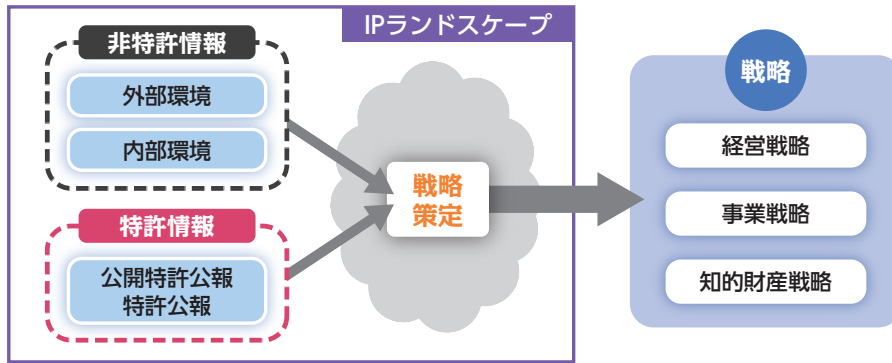 IPランドスケープ
非特許情報
外部環境
内部環境
特許情報
公開特許公報
特許公報
戦略
策定
戦略
経営戦略
事業戦略
知的財産戦略